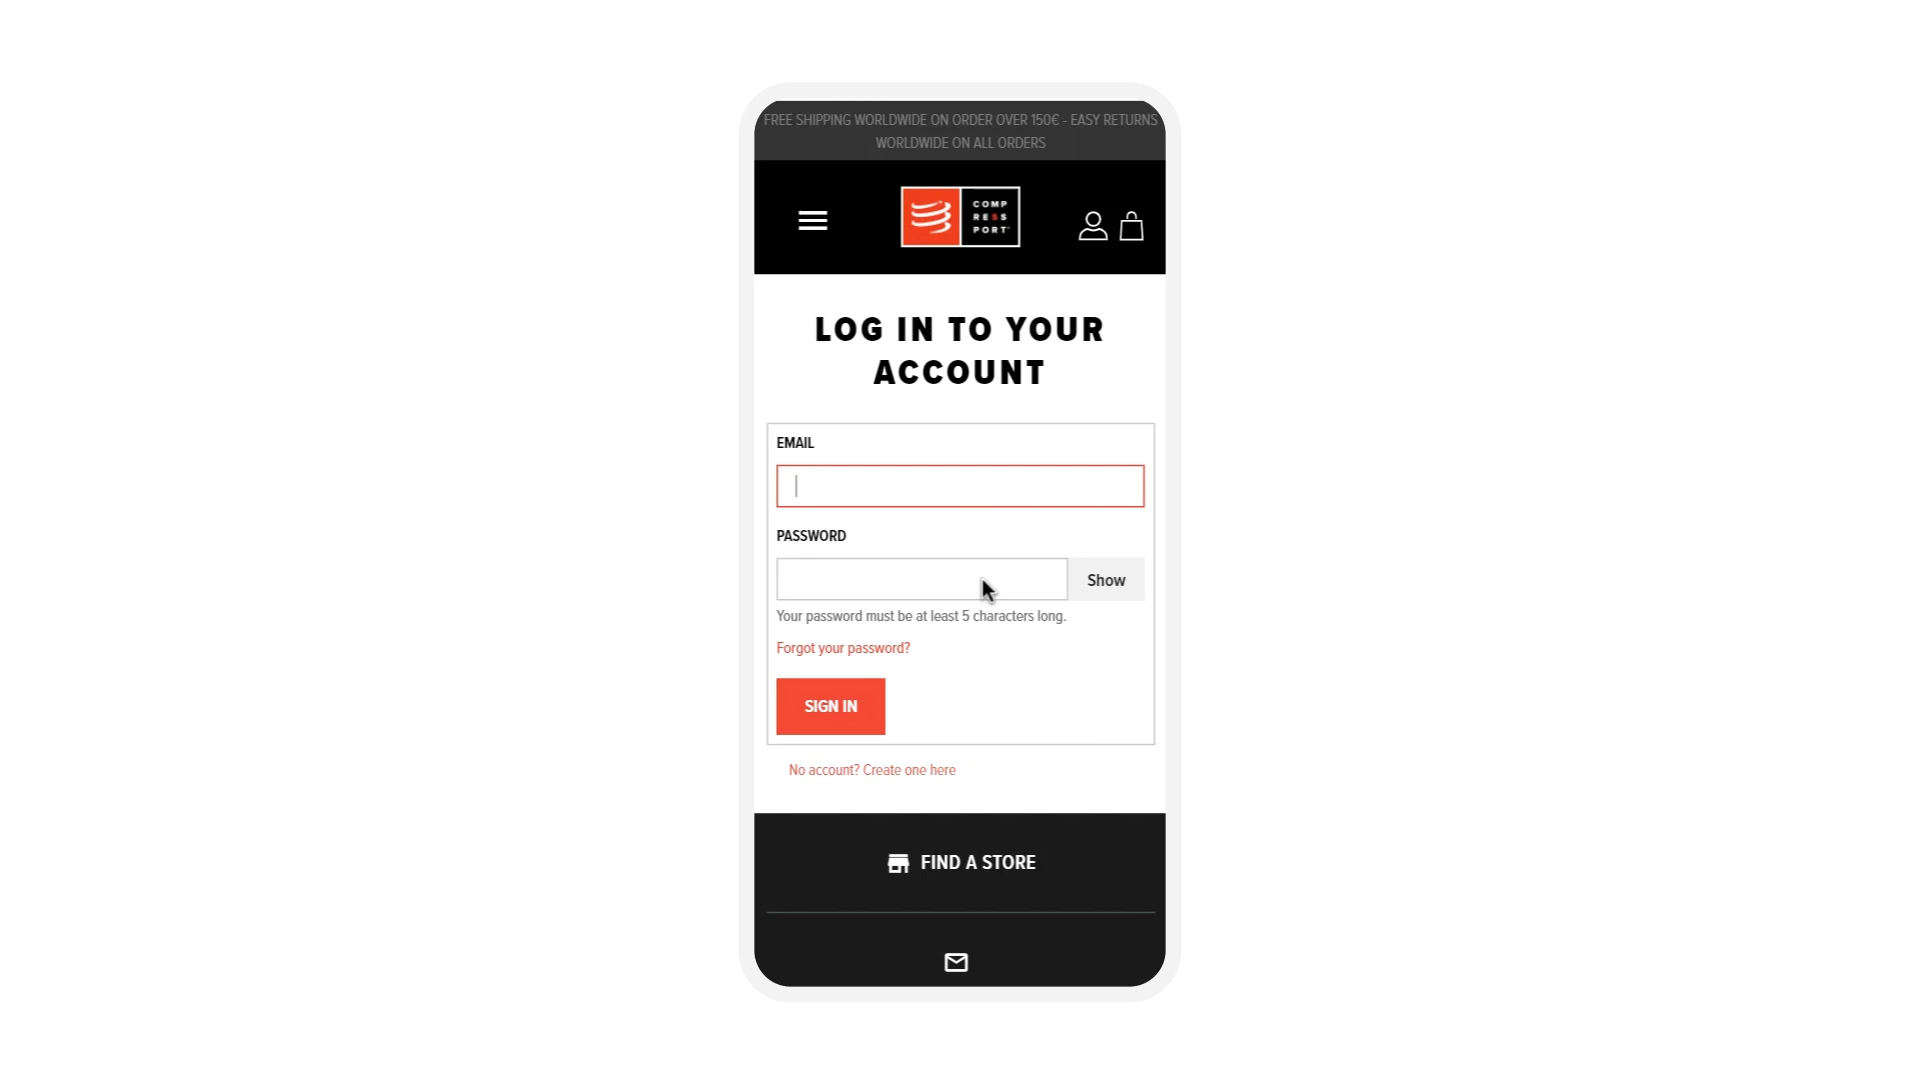 FREE SHIPPING WORLDWIDE ON ORDER OVER 150€ - EASY RETURNS
WORLDWIDE ON ALL ORDERS
COMP
RESS
PORT
LOG IN TO YOUR
ACCOUNT
EMAIL
PASSWORD
Show
Your password must be at least 5 characters long.
Forgot your password?
SIGN IN
No account? Create one here
FIND A STORE